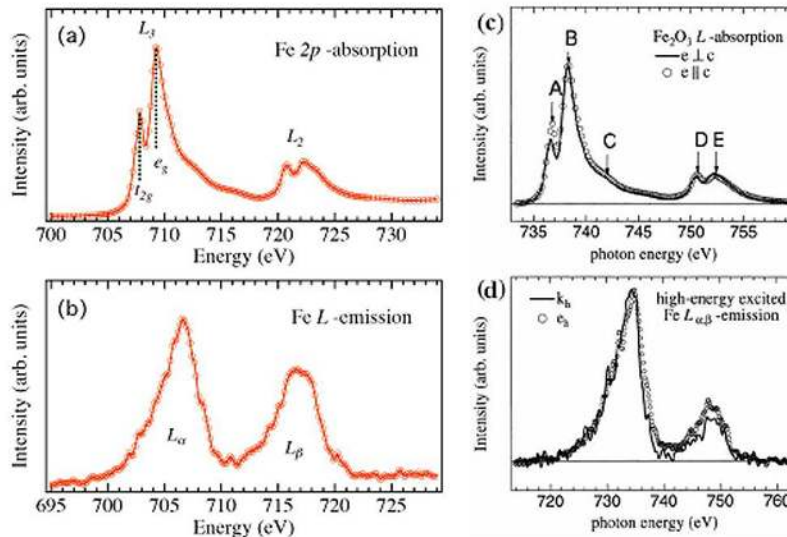 (a)
L3
Fe 2p -absorption
L2
eg
t2g
Intensity (arb. units)
700 705 710 715 720 725 730
Energy (eV)
(b)
Fe L -emission
Lα
Lβ
Intensity (arb. units)
695 700 705 710 715 720 725
Energy (eV)
(c)
B
Fe2O3 L -absorption
e ⊥ c
e || c
A
C
D E
Intensity (arb. units)
735 740 745 750 755
photon energy (eV)
(d)
kh
eh
high-energy excited
Fe Lα,β -emission
Intensity (arb. units)
720 730 740 750 760
photon energy (eV)